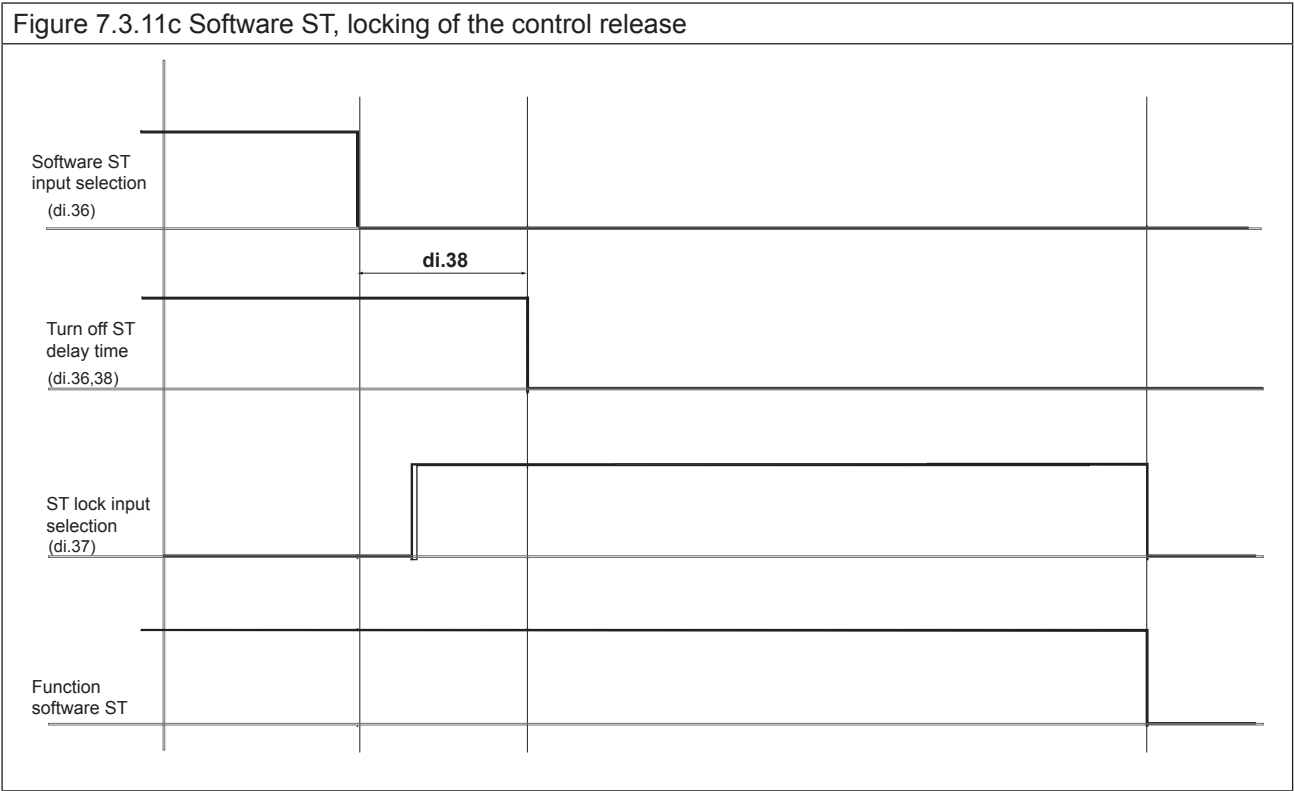 Figure 7.3.11c Software ST, locking of the control release
Software ST
input selection
(di.36)
di.38
Turn off ST
delay time
(di.36,38)
ST lock input
selection
(di.37)
Function
software ST